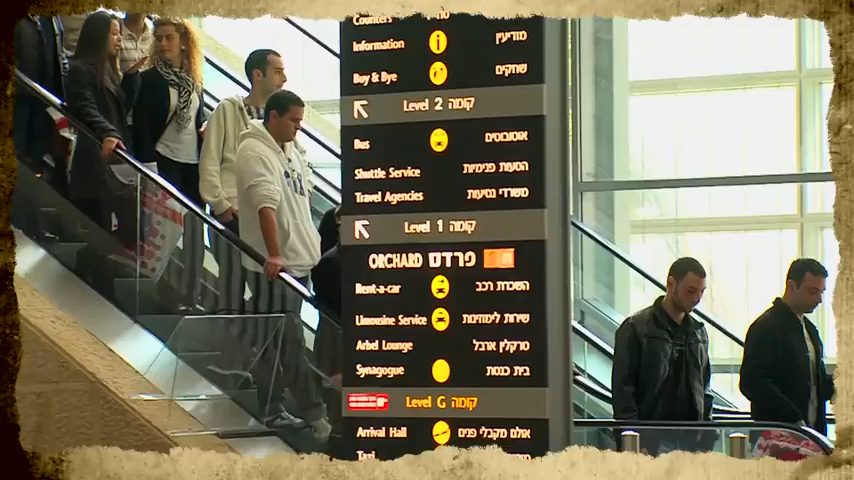 Counters
Information מודיעין
Buy & Bye שחקים
Level 2 קומה
Bus אוטובוסים
Shuttle Service הסעות פנימיות
Travel Agencies משרדי נסיעות
Level 1 קומה
ORCHARD פרדס
Rent-a-car השכרת רכב
Limousine Service שירות לימוזינות
Arbel Lounge טרקלין ארבל
Synagogue בית כנסת
Level G קומה
Arrival Hall אולם מקבלי פנים
Taxi